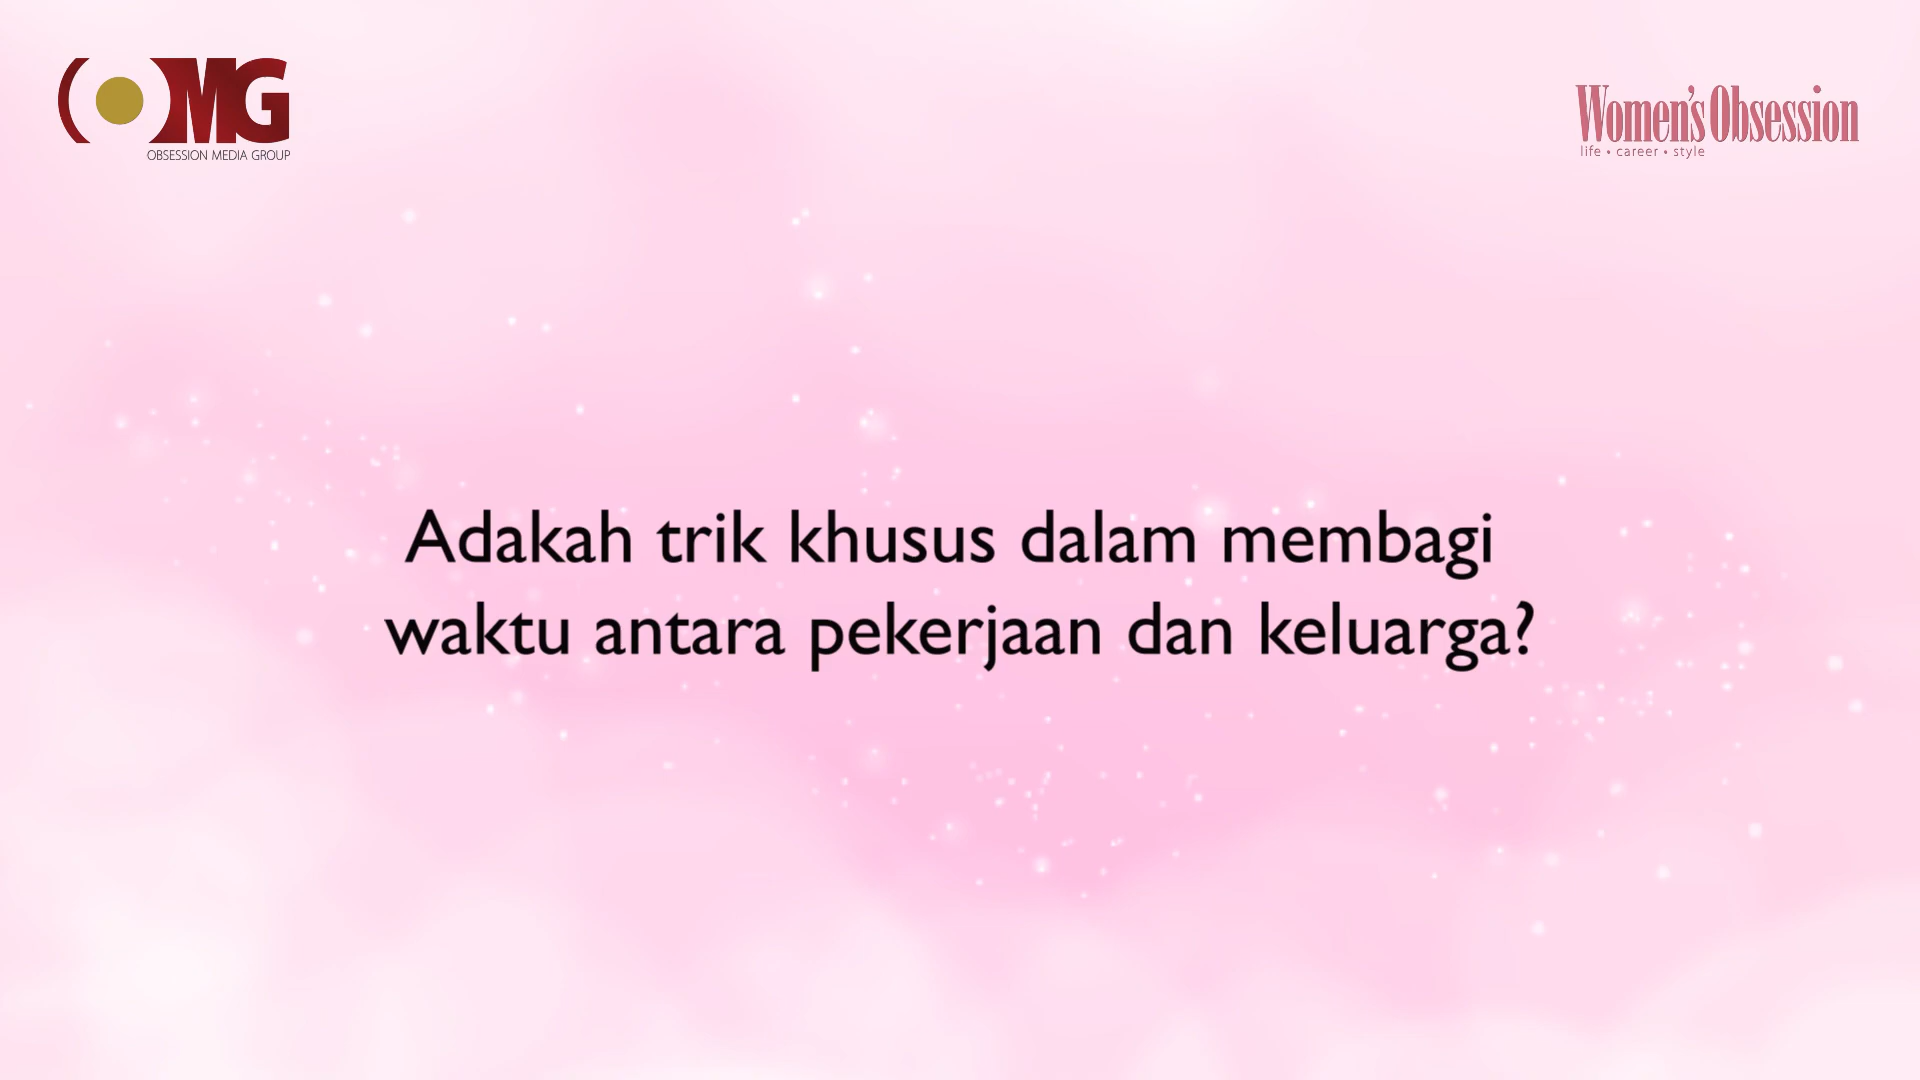 OMG
OBSESSION MEDIA GROUP
Women's Obsession
life • career • style
Adakah trik khusus dalam membagi
waktu antara pekerjaan dan keluarga?